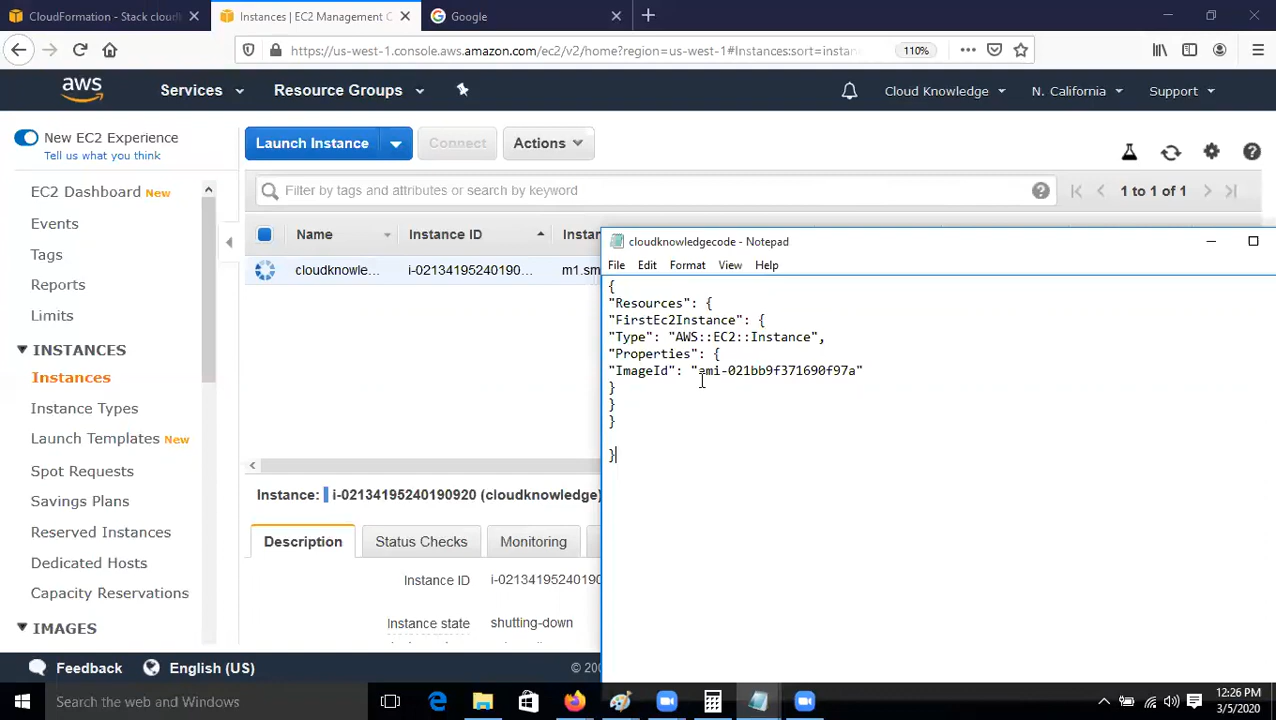 CloudFormation - Stack cloudk
Instances | EC2 Management C
Google
https://us-west-1.console.aws.amazon.com/ec2/v2/home?region=us-west-1#Instances:sort=instan
110%
aws
Services
Resource Groups
Cloud Knowledge
N. California
Support
New EC2 Experience
Tell us what you think
Launch Instance
Connect
Actions
EC2 Dashboard New
Events
Tags
Reports
Limits
INSTANCES
Instances
Instance Types
Launch Templates New
Spot Requests
Savings Plans
Reserved Instances
Dedicated Hosts
Capacity Reservations
IMAGES
Filter by tags and attributes or search by keyword
1 to 1 of 1
Name
Instance ID
Instan
cloudknowle...
i-02134195240190...
m1.sm
Instance: i-02134195240190920 (cloudknowledge)
Description
Status Checks
Monitoring
Instance ID
i-02134195240190
Instance state
shutting-down
cloudknowledgecode - Notepad
File Edit Format View Help
{
"Resources": {
"FirstEc2Instance": {
"Type": "AWS::EC2::Instance",
"Properties": {
"ImageId": "ami-021bb9f371690f97a"
}
}
}
}
Feedback
English (US)
© 200
Search the web and Windows
12:26 PM
3/5/2020